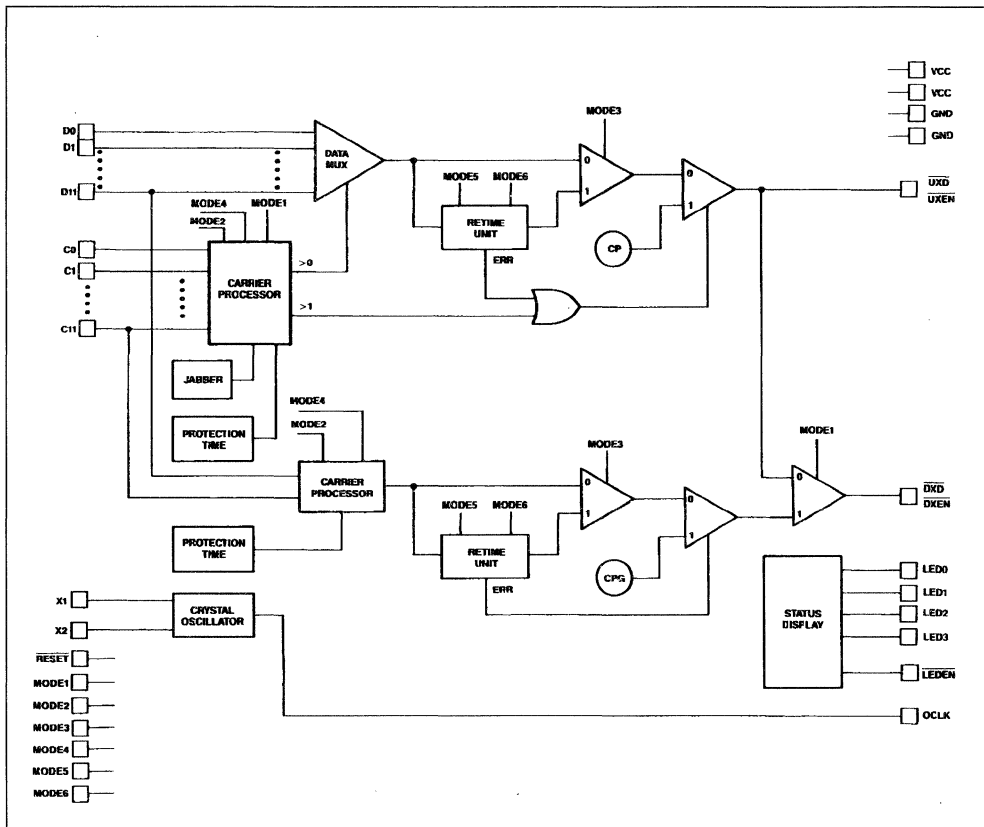 VCC
VCC
GND
GND
MODE3
D0
D1
D11
DATA
MUX
0
1
MODE5
MODE6
RETIME
UNIT
ERR
0
1
CP
UXD
UXEN
MODE4
MODE1
MODE2
C0
C1
C11
CARRIER
PROCESSOR
>0
>1
JABBER
PROTECTION
TIME
MODE4
MODE2
CARRIER
PROCESSOR
PROTECTION
TIME
MODE3
0
1
MODE5
MODE6
RETIME
UNIT
ERR
0
1
CPG
MODE1
0
1
DXD
DXEN
X1
X2
CRYSTAL
OSCILLATOR
STATUS
DISPLAY
LED0
LED1
LED2
LED3
LEDEN
OCLK
RESET
MODE1
MODE2
MODE3
MODE4
MODE5
MODE6